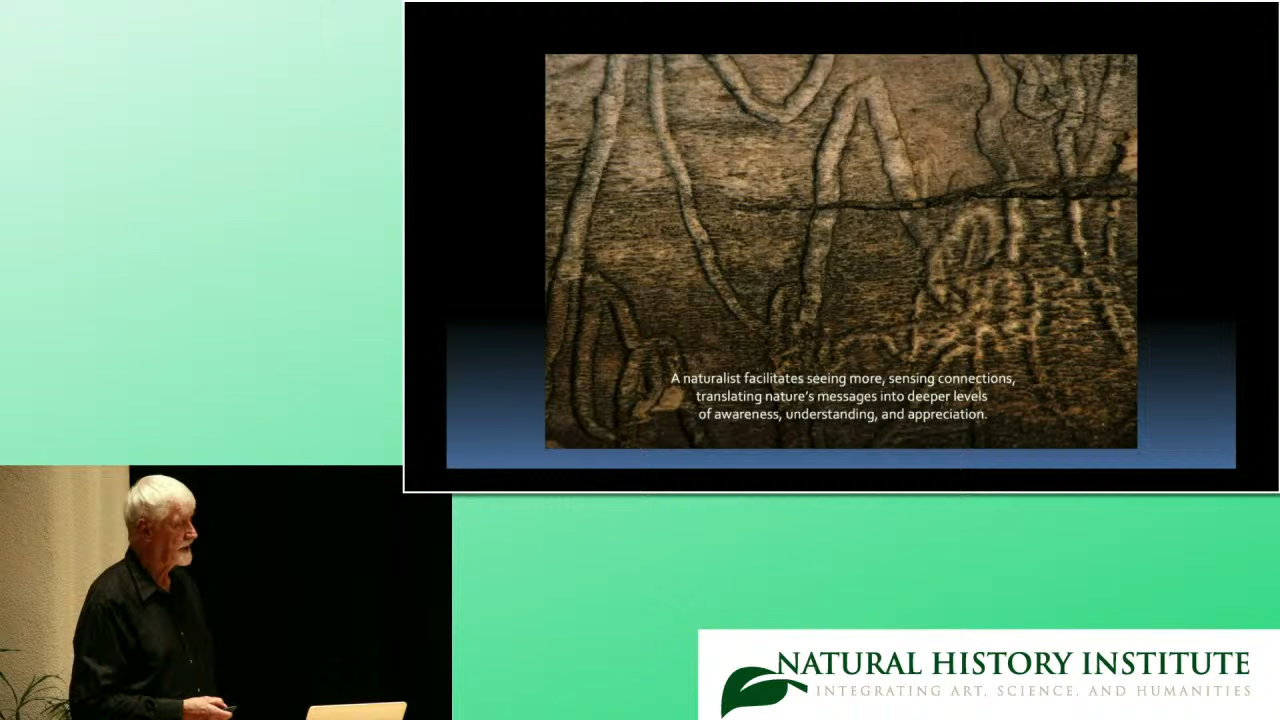 A naturalist facilitates seeing more, sensing connections,
translating nature's messages into deeper levels
of awareness, understanding, and appreciation.
NATURAL HISTORY INSTITUTE
INTEGRATING ART, SCIENCE, AND HUMANITIES